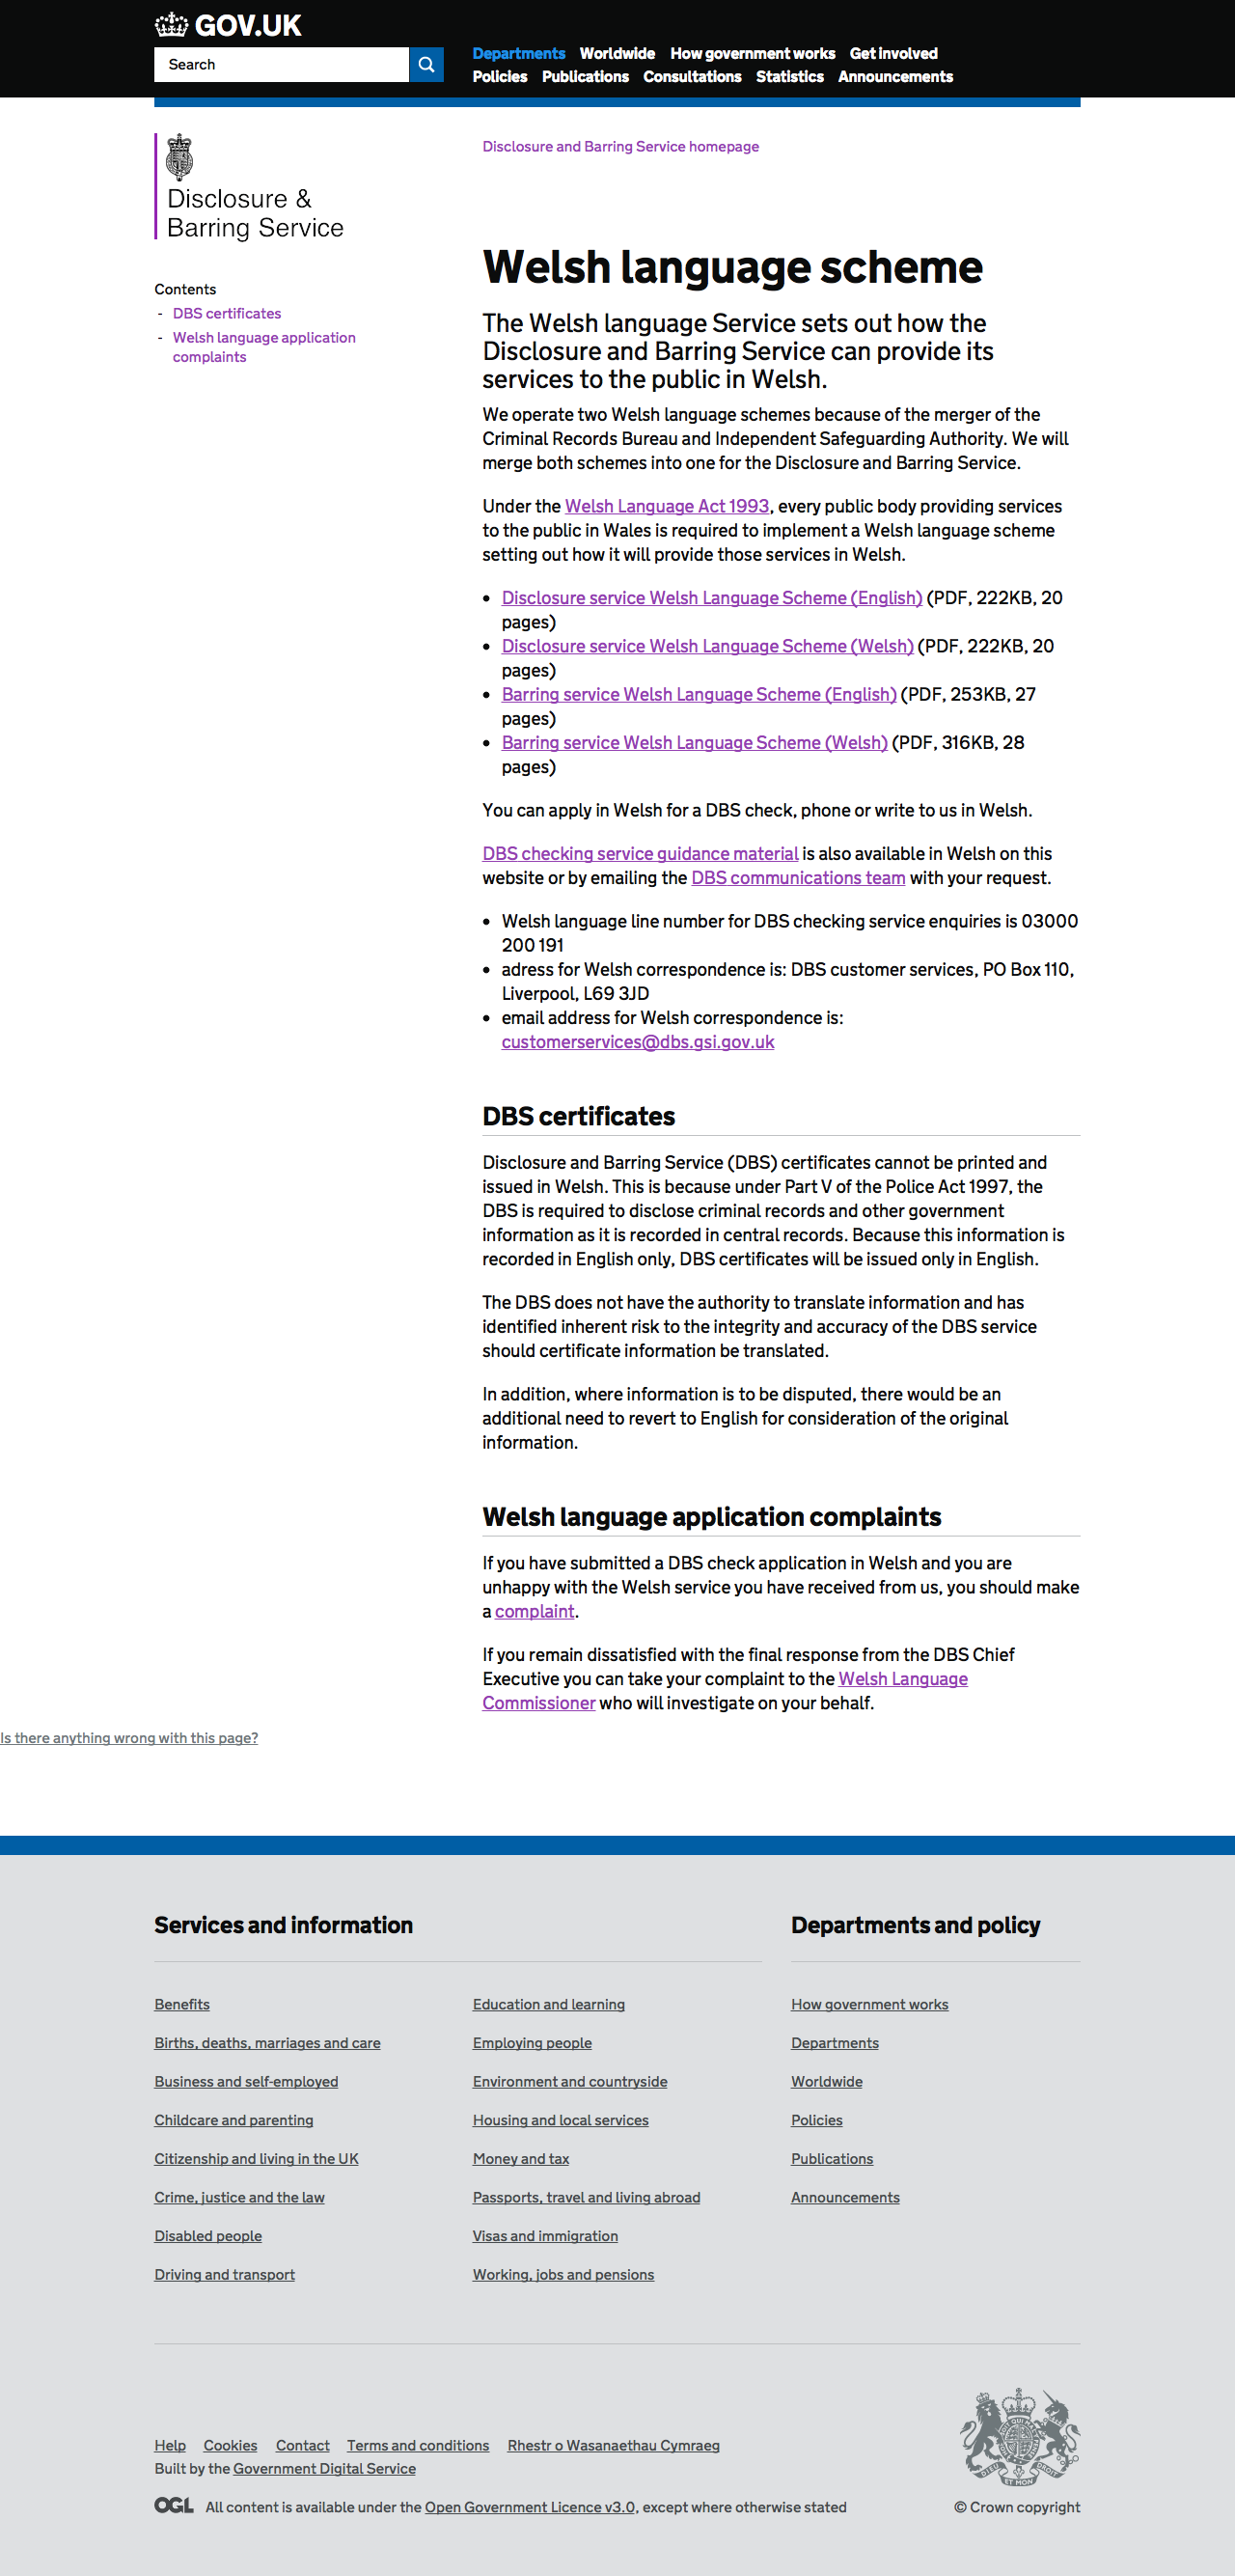 GOV.UK
Search
Departments Worldwide How government works Get involved
Policies Publications Consultations Statistics Announcements
Disclosure &
Barring Service
Disclosure and Barring Service homepage
Contents
- DBS certificates
- Welsh language application
complaints
Welsh language scheme
The Welsh language Service sets out how the
Disclosure and Barring Service can provide its
services to the public in Welsh.
We operate two Welsh language schemes because of the merger of the
Criminal Records Bureau and Independent Safeguarding Authority. We will
merge both schemes into one for the Disclosure and Barring Service.
Under the Welsh Language Act 1993, every public body providing services
to the public in Wales is required to implement a Welsh language scheme
setting out how it will provide those services in Welsh.
• Disclosure service Welsh Language Scheme (English) (PDF, 222KB, 20
pages)
• Disclosure service Welsh Language Scheme (Welsh) (PDF, 222KB, 20
pages)
• Barring service Welsh Language Scheme (English) (PDF, 253KB, 27
pages)
• Barring service Welsh Language Scheme (Welsh) (PDF, 316KB, 28
pages)
You can apply in Welsh for a DBS check, phone or write to us in Welsh.
DBS checking service guidance material is also available in Welsh on this
website or by emailing the DBS communications team with your request.
• Welsh language line number for DBS checking service enquiries is 03000
200 191
• adress for Welsh correspondence is: DBS customer services, PO Box 110,
Liverpool, L69 3JD
• email address for Welsh correspondence is:
customerservices@dbs.gsi.gov.uk
DBS certificates
Disclosure and Barring Service (DBS) certificates cannot be printed and
issued in Welsh. This is because under Part V of the Police Act 1997, the
DBS is required to disclose criminal records and other government
information as it is recorded in central records. Because this information is
recorded in English only, DBS certificates will be issued only in English.
The DBS does not have the authority to translate information and has
identified inherent risk to the integrity and accuracy of the DBS service
should certificate information be translated.
In addition, where information is to be disputed, there would be an
additional need to revert to English for consideration of the original
information.
Welsh language application complaints
If you have submitted a DBS check application in Welsh and you are
unhappy with the Welsh service you have received from us, you should make
a complaint.
If you remain dissatisfied with the final response from the DBS Chief
Executive you can take your complaint to the Welsh Language
Commissioner who will investigate on your behalf.
Is there anything wrong with this page?
Services and information
Benefits
Births, deaths, marriages and care
Business and self-employed
Childcare and parenting
Citizenship and living in the UK
Crime, justice and the law
Disabled people
Driving and transport
Education and learning
Employing people
Environment and countryside
Housing and local services
Money and tax
Passports, travel and living abroad
Visas and immigration
Working, jobs and pensions
Departments and policy
How government works
Departments
Worldwide
Policies
Publications
Announcements
Help Cookies Contact Terms and conditions Rhestr o Wasanaethau Cymraeg
Built by the Government Digital Service
OGL All content is available under the Open Government Licence v3.0, except where otherwise stated
DIEU ET MON DROIT
© Crown copyright